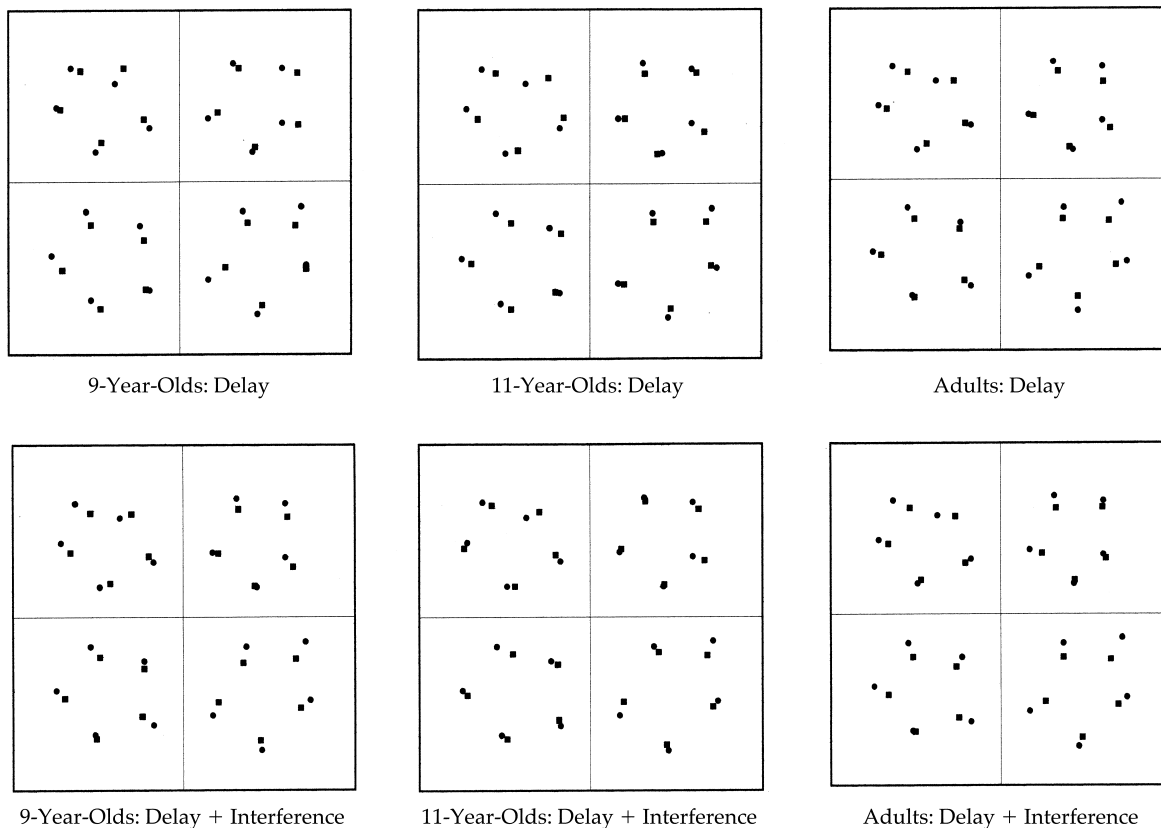 9-Year-Olds: Delay
11-Year-Olds: Delay
Adults: Delay
9-Year-Olds: Delay + Interference
11-Year-Olds: Delay + Interference
Adults: Delay + Interference